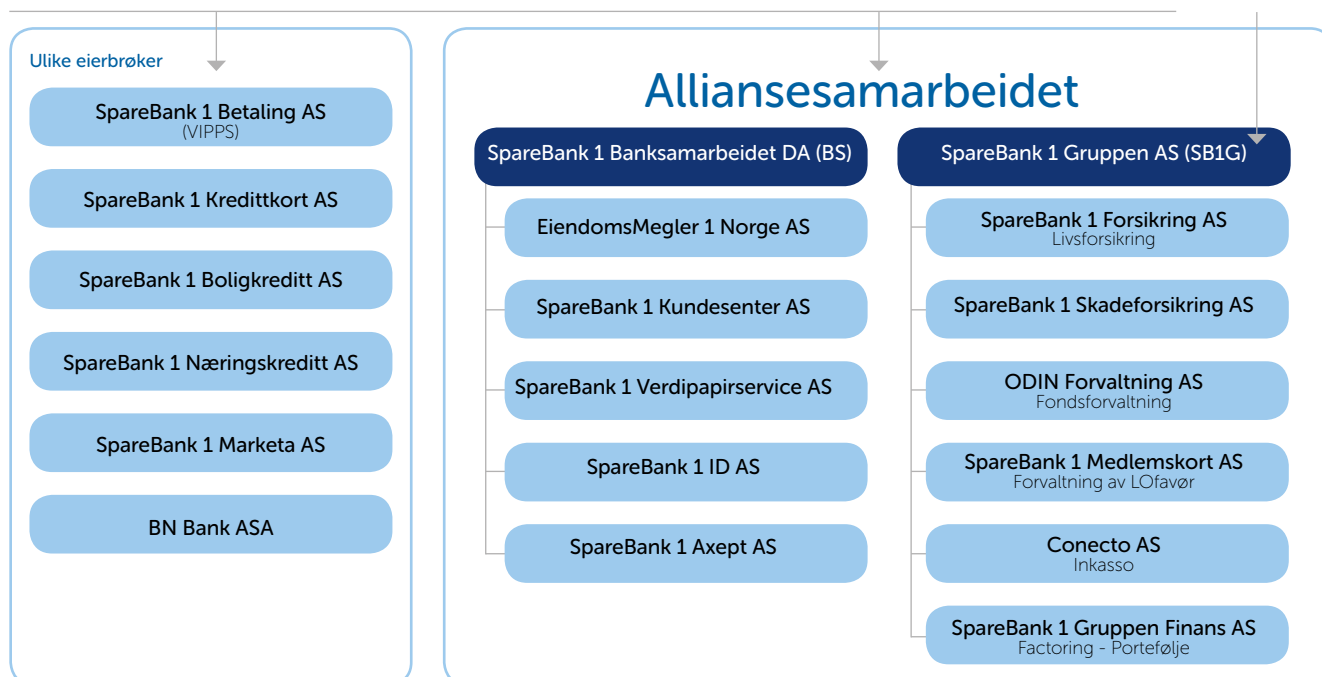 Ulike eierbrøker
SpareBank 1 Betaling AS
(VIPPS)
SpareBank 1 Kredittkort AS
SpareBank 1 Boligkreditt AS
SpareBank 1 Næringskreditt AS
SpareBank 1 Marketa AS
BN Bank ASA
Alliansesamarbeidet
SpareBank 1 Banksamarbeidet DA (BS)
EiendomsMegler 1 Norge AS
SpareBank 1 Kundesenter AS
SpareBank 1 Verdipapirservice AS
SpareBank 1 ID AS
SpareBank 1 Axept AS
SpareBank 1 Gruppen AS (SB1G)
SpareBank 1 Forsikring AS
Livsforsikring
SpareBank 1 Skadeforsikring AS
ODIN Forvaltning AS
Fondsforvaltning
SpareBank 1 Medlemskort AS
Forvaltning av LOfavør
Conecto AS
Inkasso
SpareBank 1 Gruppen Finans AS
Factoring - Portefølje